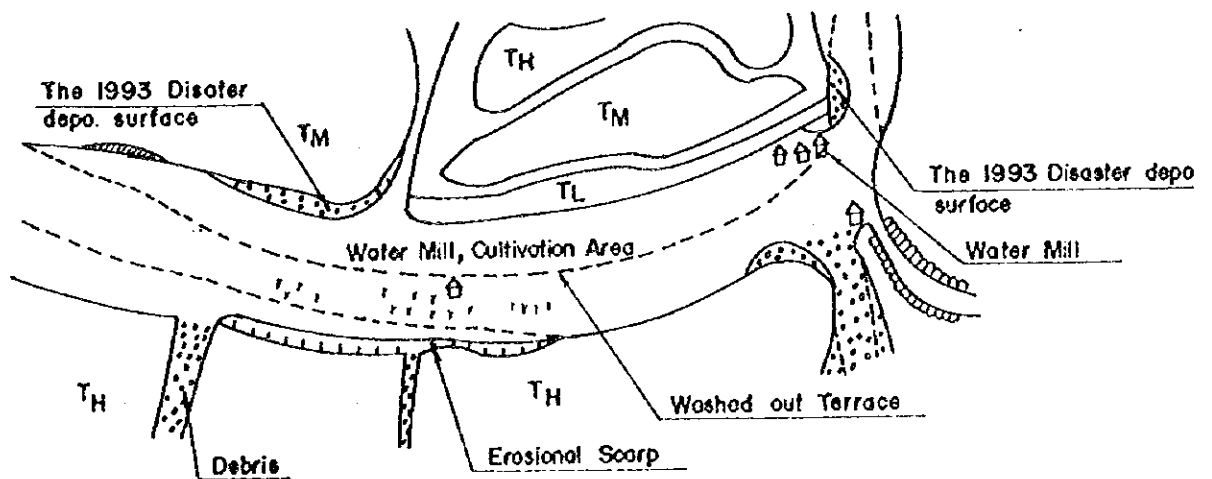 The 1993 Disoter
depo. surface
TM
TH
TM
TL
The 1993 Disaster depo
surface
Water Mill, Cultivation Area
Water Mill
TH
TH
Washed out Terrace
Erosional Scarp
Debris